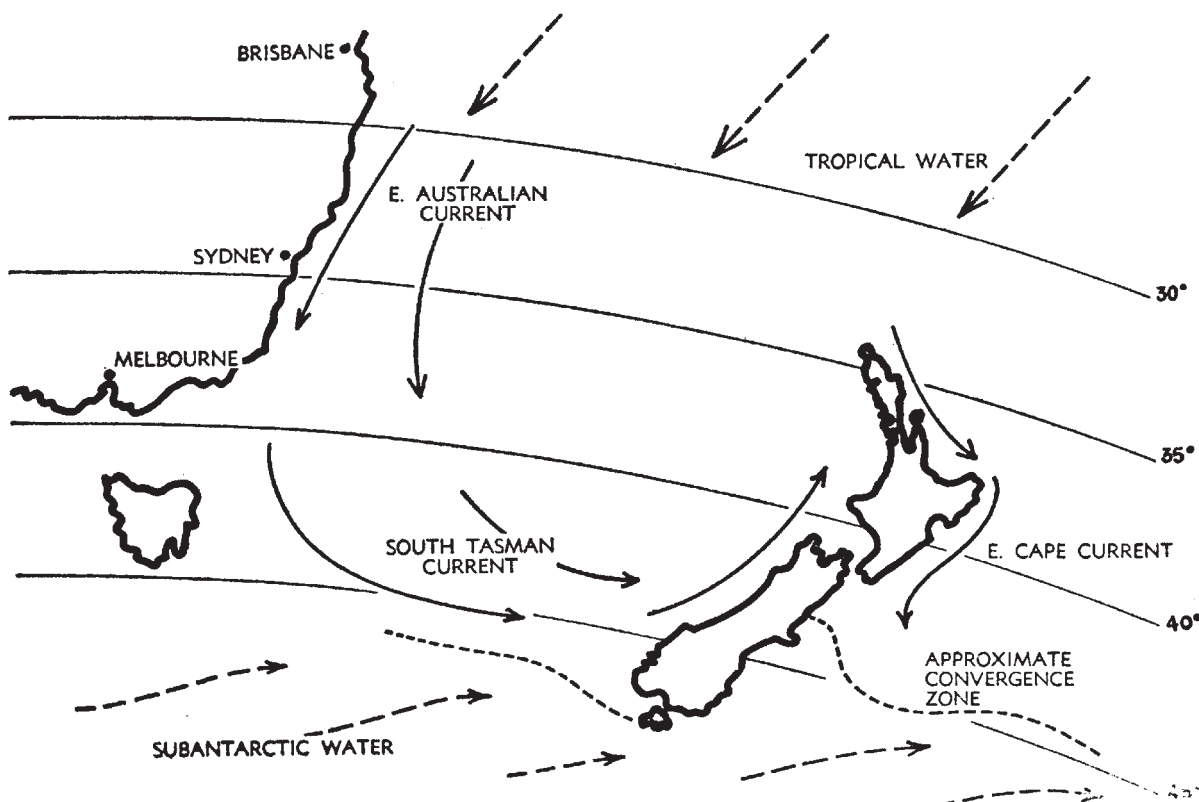 BRISBANE
TROPICAL WATER
E. AUSTRALIAN
CURRENT
SYDNEY
30°
MELBOURNE
35°
SOUTH TASMAN
CURRENT
E. CAPE CURRENT
40°
APPROXIMATE
CONVERGENCE
ZONE
SUBANTARCTIC WATER